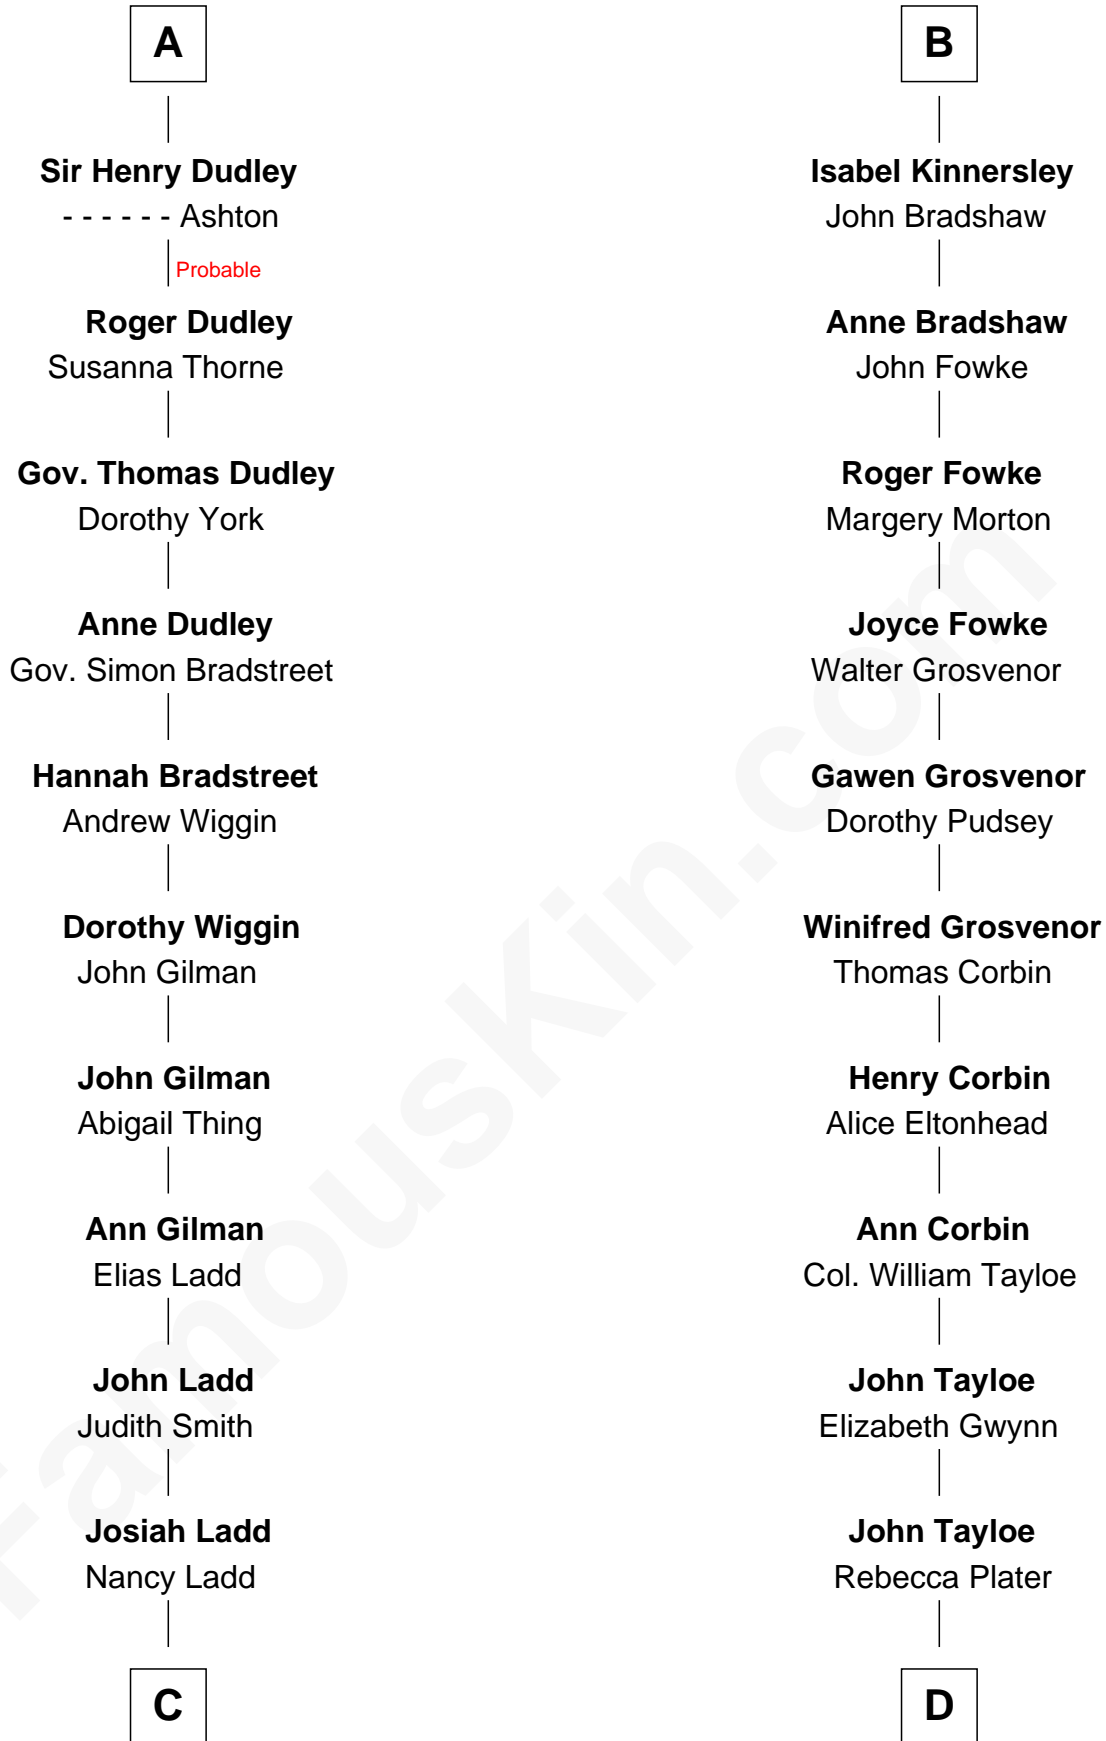 A
Sir Henry Dudley
- - - - - - Ashton
Probable
Roger Dudley
Susanna Thorne
Gov. Thomas Dudley
Dorothy York
Anne Dudley
Gov. Simon Bradstreet
Hannah Bradstreet
Andrew Wiggin
Dorothy Wiggin
John Gilman
John Gilman
Abigail Thing
Ann Gilman
Elias Ladd
John Ladd
Judith Smith
Josiah Ladd
Nancy Ladd
C
B
Isabel Kinnersley
John Bradshaw
Anne Bradshaw
John Fowke
Roger Fowke
Margery Morton
Joyce Fowke
Walter Grosvenor
Gawen Grosvenor
Dorothy Pudsey
Winifred Grosvenor
Thomas Corbin
Henry Corbin
Alice Eltonhead
Ann Corbin
Col. William Tayloe
John Tayloe
Elizabeth Gwynn
John Tayloe
Rebecca Plater
D
FamousKin.com